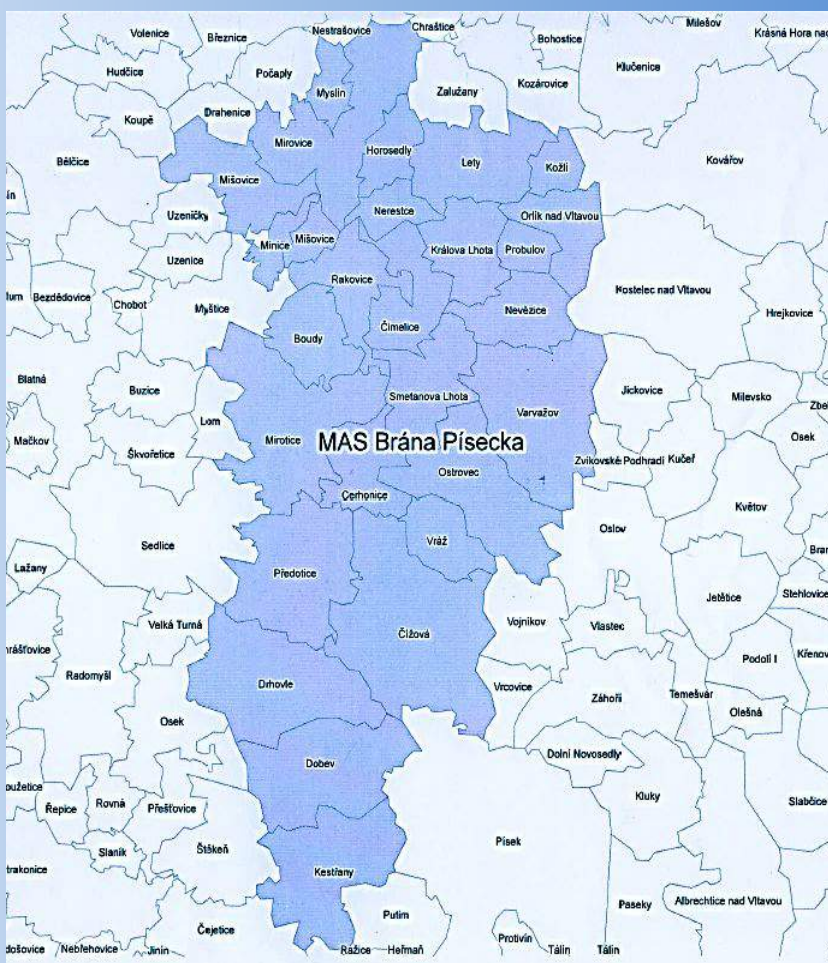 Volenice
Březnice
Nestrašovice
Chraštice
Bohostice
Milešov
Krásná Hora nad
Hudčice
Počaply
Klučenice
Myslín
Zalužany
Kozárovice
Koupě
Drahenice
Mirovice
Horosedly
Lety
Kožlí
Kovářov
Bělčice
Mišovice
Uzeničky
Nerestce
Orlík nad Vltavou
Minice
Mišovice
Králova Lhota
Probulov
Uzenice
Rakovice
Kostelec nad Vltavou
Bezdědovice
Chobot
Myštice
Nevězice
Hrejkovice
Boudy
Čimelice
Blatná
Buzice
Smetanova Lhota
Jickovice
Milevsko
Varvažov
Lom
Mačkov
Mirotice
MAS Brána Písecka
Osek
Škvořetice
Zvíkovské Podhradí
Kučeř
Ostrovec
Cerhonice
Květov
Sedlice
Vráž
Oslov
Lažany
Předotice
Jetětice
Stehlovice
Velká Turná
Čížová
Vojníkov
Vlastec
Podolí I
Křenov
Radomyšl
Drhovle
Vrcovice
Záhoří
Temešvár
Olešná
Osek
Dobev
Dolní Novosedly
Kluky
Slabčice
Řepice
Rovná
Přešťovice
Slaník
Štěkeň
Písek
Kestřany
Paseky
Albrechtice nad Vltavou
Putim
Čejetice
Nebřehovice
Jinín
Ražice
Heřmaň
Protivín
Tálín
Tálín